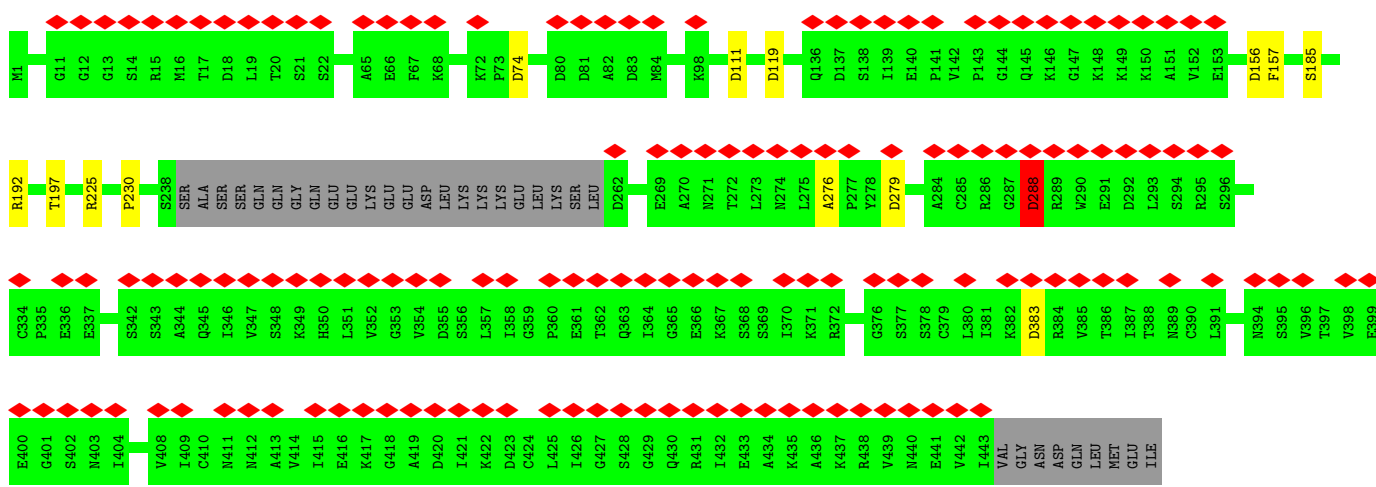 M1 G11 G12 G13 S14 R15 M16 T17 D18 L19 T20 S21 S22 A65 E66 F67 K68 K72 P73 D74 D80 D81 A82 D83 M84 K98 D111 D119 Q136 D137 S138 I139 E140 P141 V142 P143 G144 Q145 K146 G147 K148 K149 K150 A151 V152 E153 D156 F157 S185
R192 T197 R225 P230 S238 SER ALA SER SER GLN GLN GLY GLN GLU GLU LYS GLU GLU ASP LEU LYS LYS LYS GLU LEU LYS SER LEU D262 E269 A270 N271 T272 L273 N274 L275 A276 P277 Y278 D279 A284 C285 R286 G287 D288 R289 W290 E291 D292 L293 S294 R295 S296
C334 P335 E336 E337 S342 S343 A344 Q345 I346 V347 S348 K349 H350 L351 V352 G353 V354 D355 S356 L357 I358 G359 P360 E361 T362 Q363 I364 G365 E366 K367 S368 S369 I370 K371 R372 G376 S377 S378 C379 L380 I381 K382 D383 R384 V385 T386 I387 T388 N389 C390 L391 N394 S395 V396 T397 V398 E399
E400 G401 S402 N403 I404 V408 I409 C410 N411 N412 A413 V414 I415 E416 K417 G418 A419 D420 I421 K422 D423 C424 L425 I426 G427 S428 G429 Q430 R431 I432 E433 A434 K435 A436 K437 R438 V439 N440 E441 V442 I443 VAL GLY ASN ASP GLN LEU MET GLU ILE